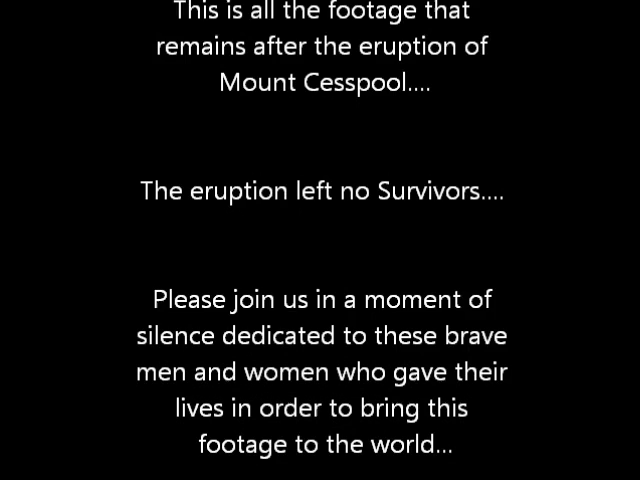 This is all the footage that
remains after the eruption of
Mount Cesspool....
The eruption left no Survivors....
Please join us in a moment of
silence dedicated to these brave
men and women who gave their
lives in order to bring this
footage to the world...